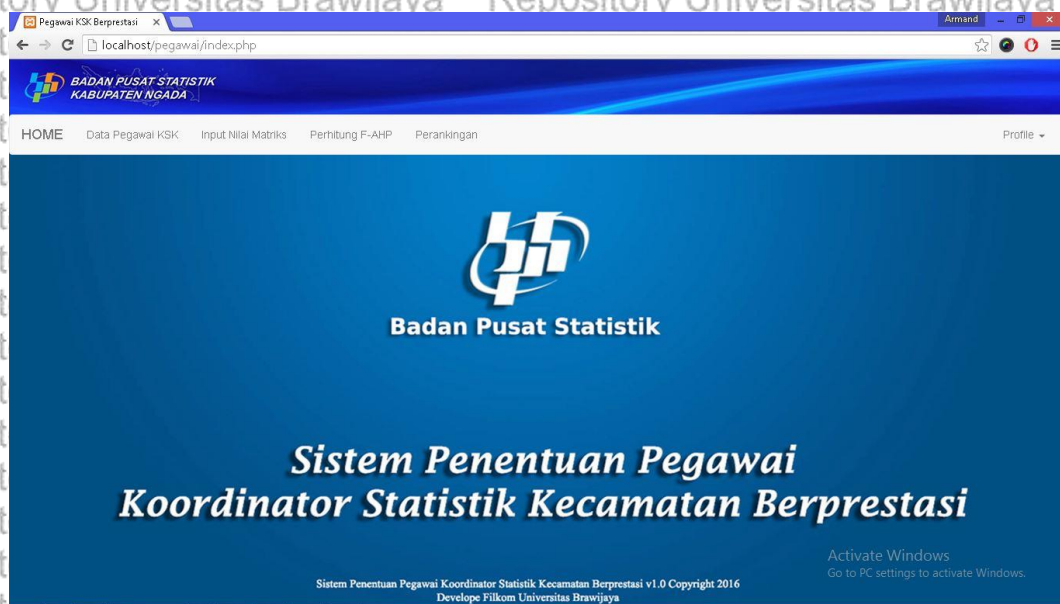 Repository Universitas Brawijaya
Pegawai KSK Berprestasi
Armand
localhost/pegawai/index.php
BADAN PUSAT STATISTIK
KABUPATEN NGADA
HOME Data Pegawai KSK Input Nilai Matriks Perhitung F-AHP Perankingan Profile
Badan Pusat Statistik
Sistem Penentuan Pegawai
Koordinator Statistik Kecamatan Berprestasi
Activate Windows
Go to PC settings to activate Windows.
Sistem Penentuan Pegawai Koordinator Statistik Kecamatan Berprestasi v1.0 Copyright 2016
Develope Filkom Universitas Brawijaya